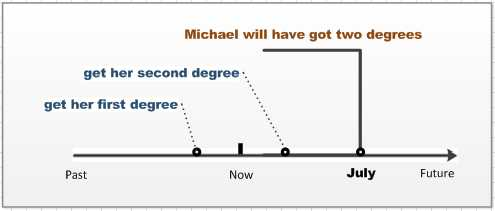 Michael will have got two degrees
get her second degree
get her first degree
Past
Now
July
Future